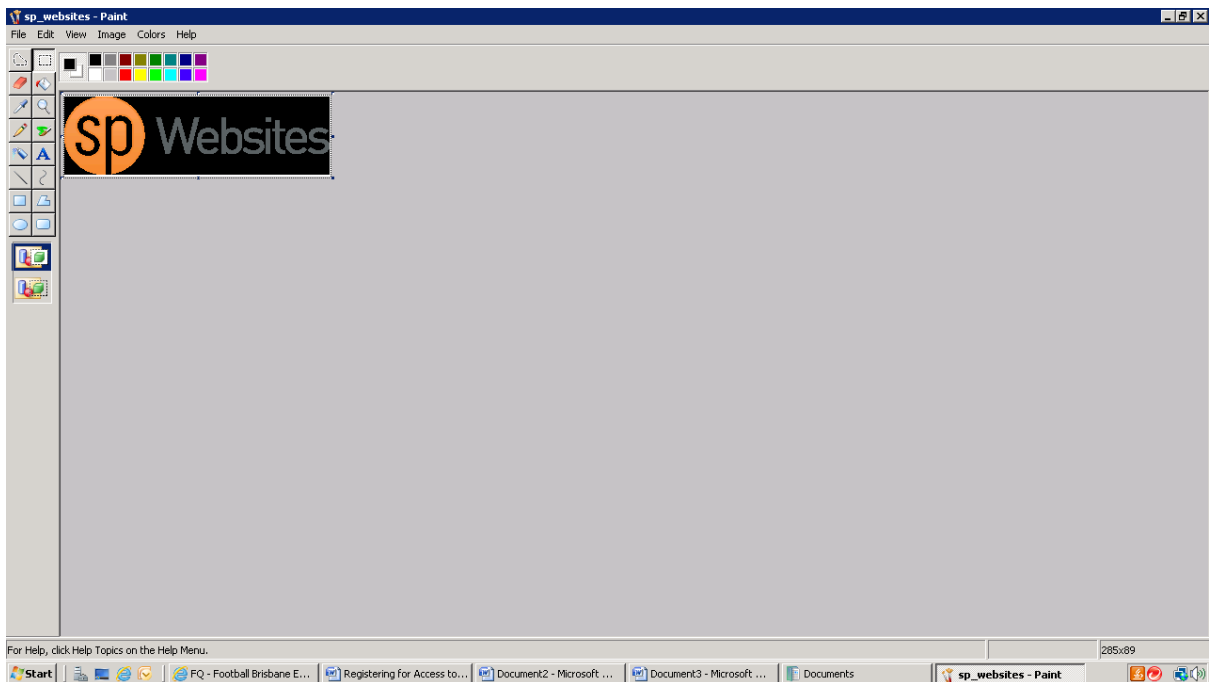 sp_websites - Paint
File Edit View Image Colors Help
A
sp Websites
For Help, click Help Topics on the Help Menu.
285x89
Start
FQ - Football Brisbane E...
Registering for Access to...
Document2 - Microsoft ...
Document3 - Microsoft ...
Documents
sp_websites - Paint